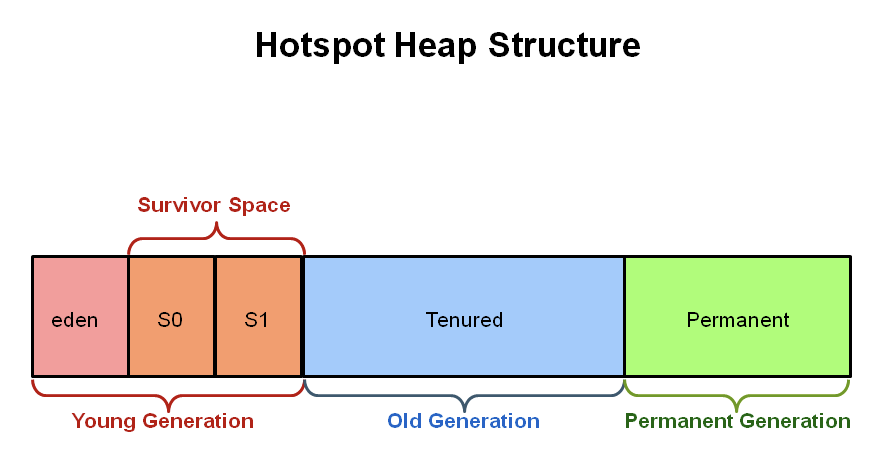 Hotspot Heap Structure
Survivor Space
eden
S0
S1
Tenured
Permanent
Young Generation
Old Generation
Permanent Generation